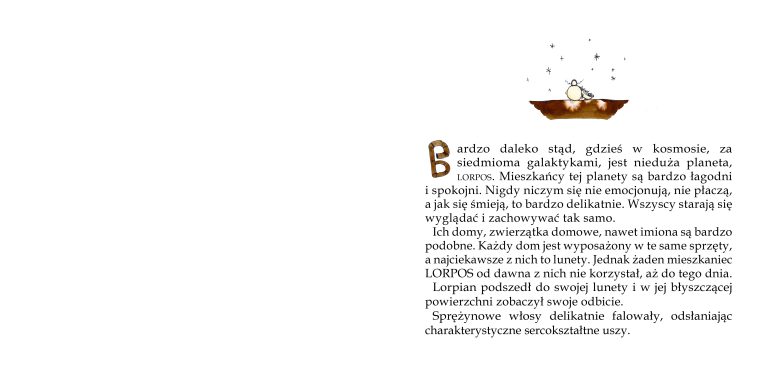 Bardzo daleko stąd, gdzieś w kosmosie, za
siedmioma galaktykami, jest nieduża planeta,
LORPOS. Mieszkańcy tej planety są bardzo łagodni
i spokojni. Nigdy niczym się nie emocjonują, nie płaczą,
a jak się śmieją, to bardzo delikatnie. Wszyscy starają się
wyglądać i zachowywać tak samo.
Ich domy, zwierzątka domowe, nawet imiona są bardzo
podobne. Każdy dom jest wyposażony w te same sprzęty,
a najciekawsze z nich to lunety. Jednak żaden mieszkaniec
LORPOS od dawna z nich nie korzystał, aż do tego dnia.
Lorpian podszedł do swojej lunety i w jej błyszczącej
powierzchni zobaczył swoje odbicie.
Sprężynowe włosy delikatnie falowały, odsłaniając
charakterystyczne sercokształtne uszy.